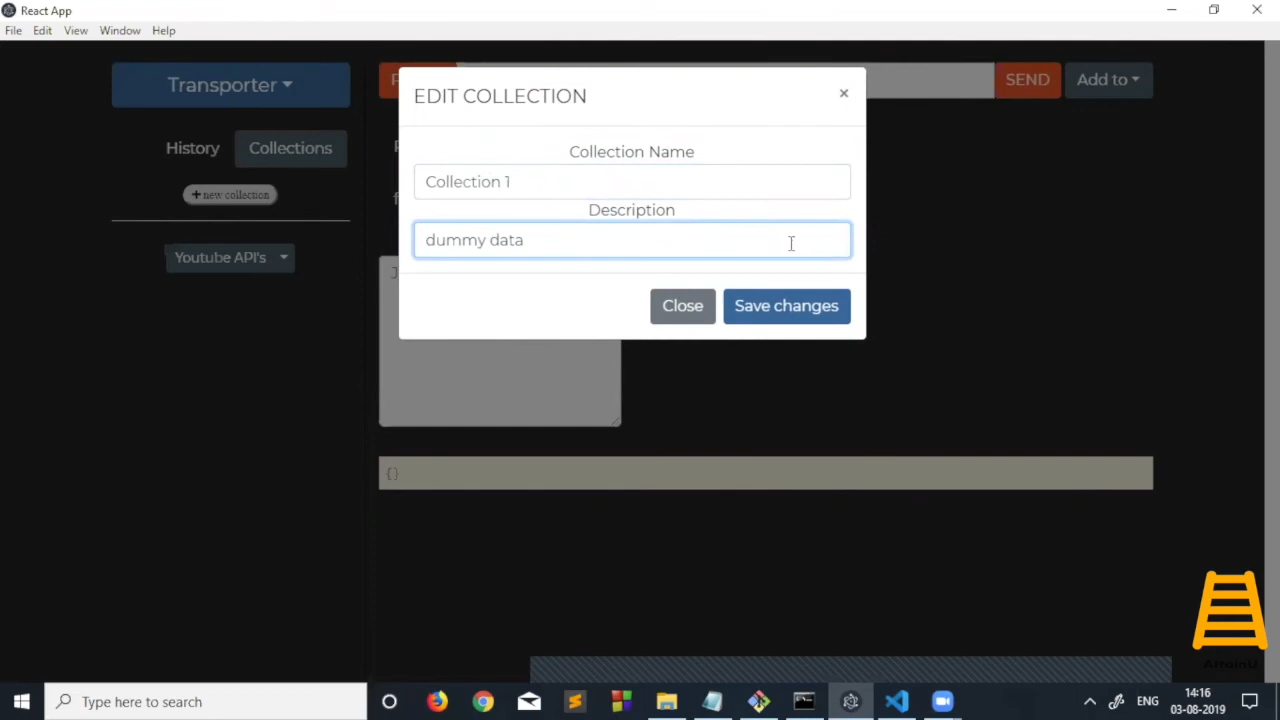 React App
File Edit View Window Help
Transporter
SEND
Add to
EDIT COLLECTION
×
History
Collections
Collection Name
Collection 1
+ new collection
Description
dummy data
Youtube API's
Close
Save changes
{}
AttainU
Type here to search
ENG
14:16
03-08-2019